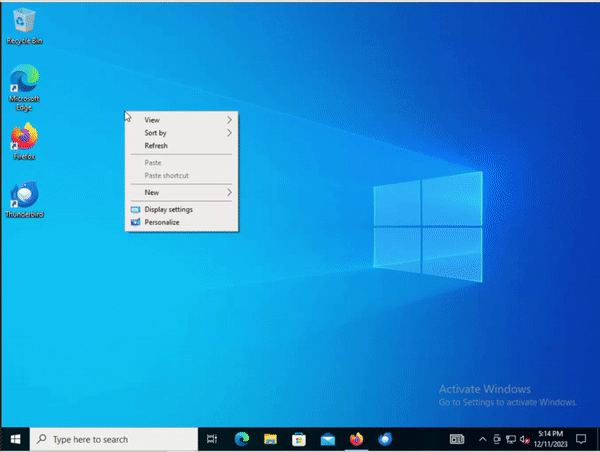 Recycle Bin
Microsoft
Edge
Firefox
Thunderbird
View
Sort by
Refresh
Paste
Paste shortcut
New
Display settings
Personalize
Activate Windows
Go to Settings to activate Windows.
Type here to search
5:14 PM
12/11/2023